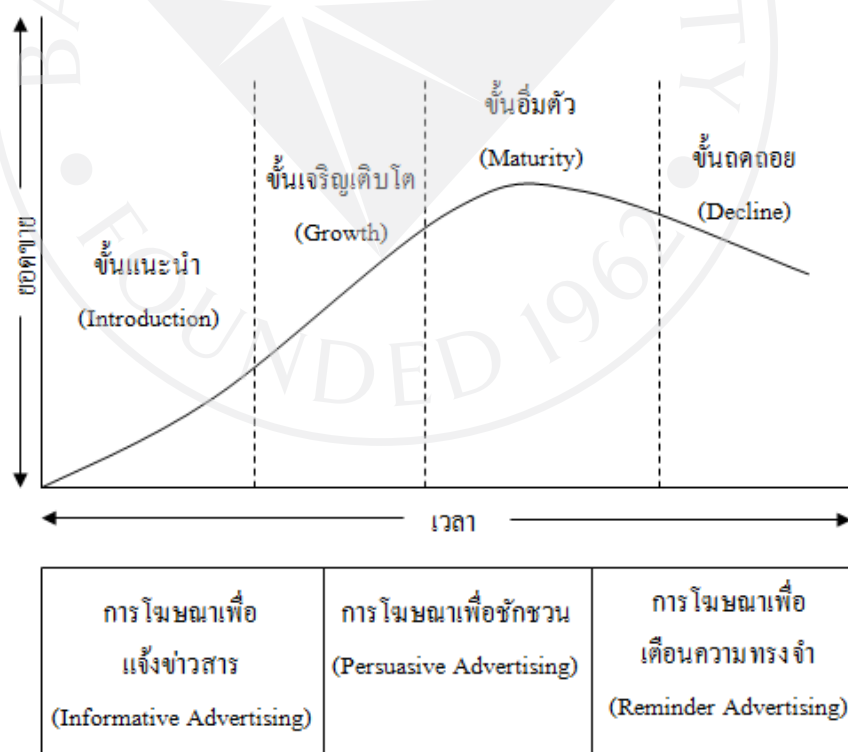 ขั้นอิ่มตัว
(Maturity)
ขั้นถดถอย
(Decline)
ขั้นเจริญเติบโต
(Growth)
ขั้นแนะนำ
(Introduction)
ยอดขาย
FOUNDED 1962
เวลา
การโฆษณาเพื่อ
แจ้งข่าวสาร
(Informative Advertising)
การโฆษณาเพื่อชักชวน
(Persuasive Advertising)
การโฆษณาเพื่อ
เตือนความทรงจำ
(Reminder Advertising)